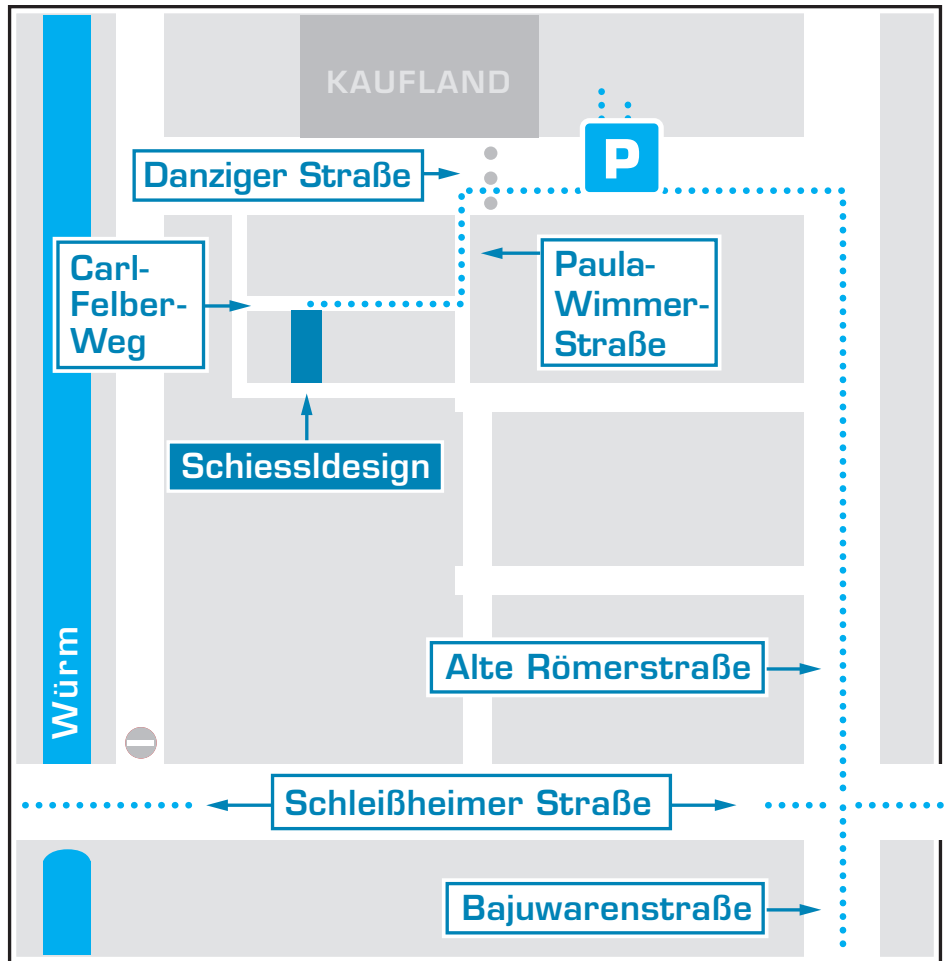 KAUFLAND
P
Danziger Straße
Carl-
Felber-
Weg
Paula-
Wimmer-
Straße
Schiessldesign
Würm
Alte Römerstraße
Schleißheimer Straße
Bajuwarenstraße